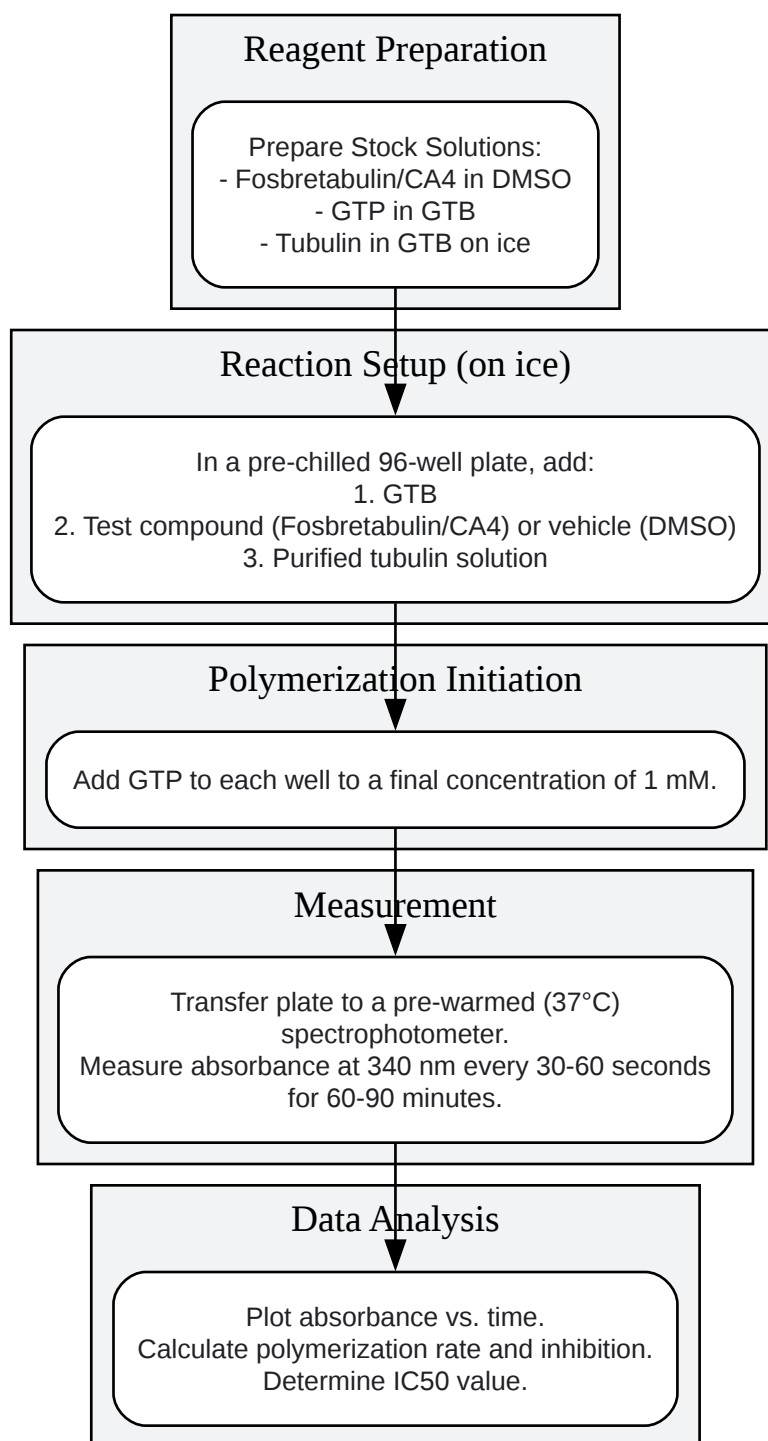 Reagent Preparation
Prepare Stock Solutions:
- Fosbretabulin/CA4 in DMSO
- GTP in GTB
- Tubulin in GTB on ice
Reaction Setup (on ice)
In a pre-chilled 96-well plate, add:
1. GTB
2. Test compound (Fosbretabulin/CA4) or vehicle (DMSO)
3. Purified tubulin solution
Polymerization Initiation
Add GTP to each well to a final concentration of 1 mM.
Measurement
Transfer plate to a pre-warmed (37°C)
spectrophotometer.
Measure absorbance at 340 nm every 30-60 seconds
for 60-90 minutes.
Data Analysis
Plot absorbance vs. time.
Calculate polymerization rate and inhibition.
Determine IC50 value.